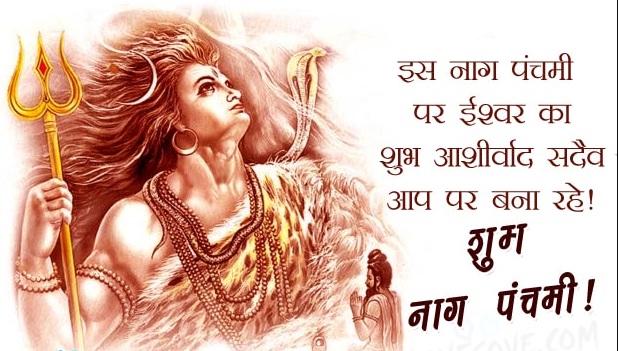 इस नाग पंचमी
पर ईश्वर का
शुभ आशीर्वाद सदैव
आप पर बना रहे!
शुभ
नाग पंचमी!